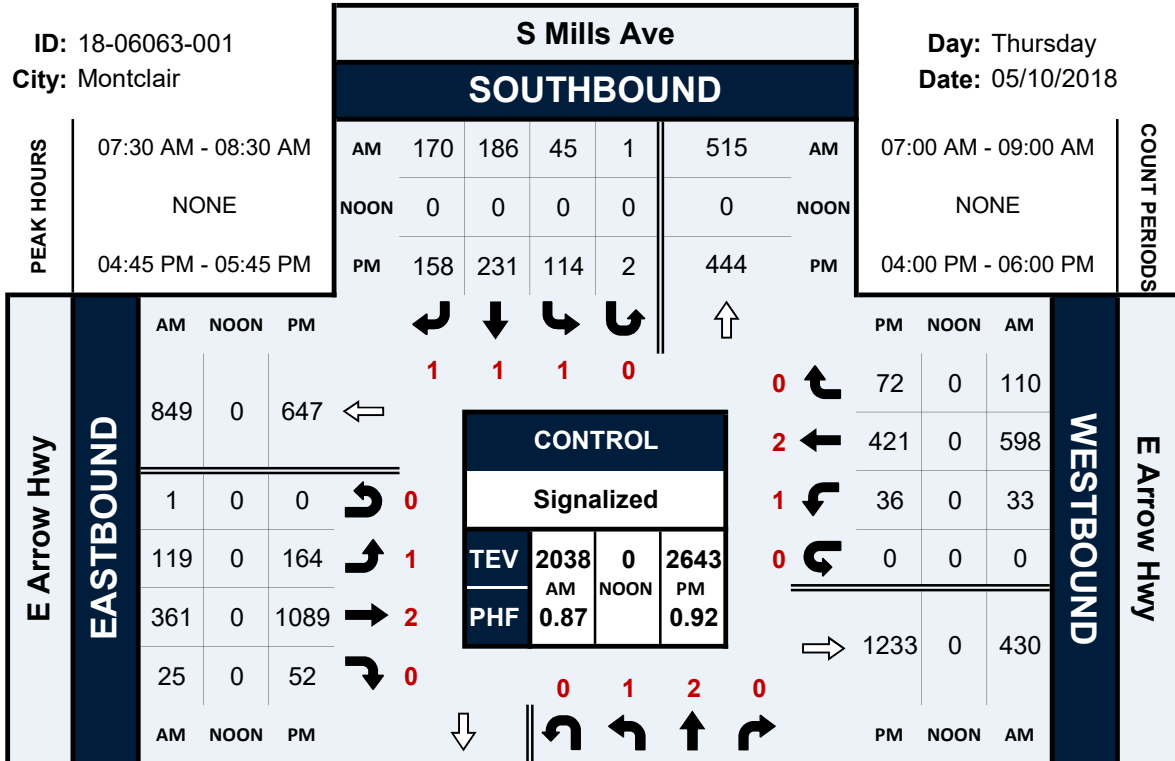 ID: 18-06063-001
City: Montclair
S Mills Ave
SOUTHBOUND
Day: Thursday
Date: 05/10/2018
PEAK HOURS
07:30 AM - 08:30 AM
NONE
04:45 PM - 05:45 PM
AM 170 186 45 1 515 AM
NOON 0 0 0 0 0 NOON
PM 158 231 114 2 444 PM
07:00 AM - 09:00 AM
NONE
04:00 PM - 06:00 PM
COUNT PERIODS
1 1 1 0
E Arrow Hwy
EASTBOUND
AM NOON PM
849 0 647
1 0 0 0
119 0 164 1
361 0 1089 2
25 0 52 0
AM NOON PM
CONTROL
Signalized
TEV 2038 0 2643
AM NOON PM
PHF 0.87 0.92
PM NOON AM
0 72 0 110
2 421 0 598
1 36 0 33
0 0 0 0
1233 0 430
PM NOON AM
WESTBOUND
E Arrow Hwy
0 1 2 0